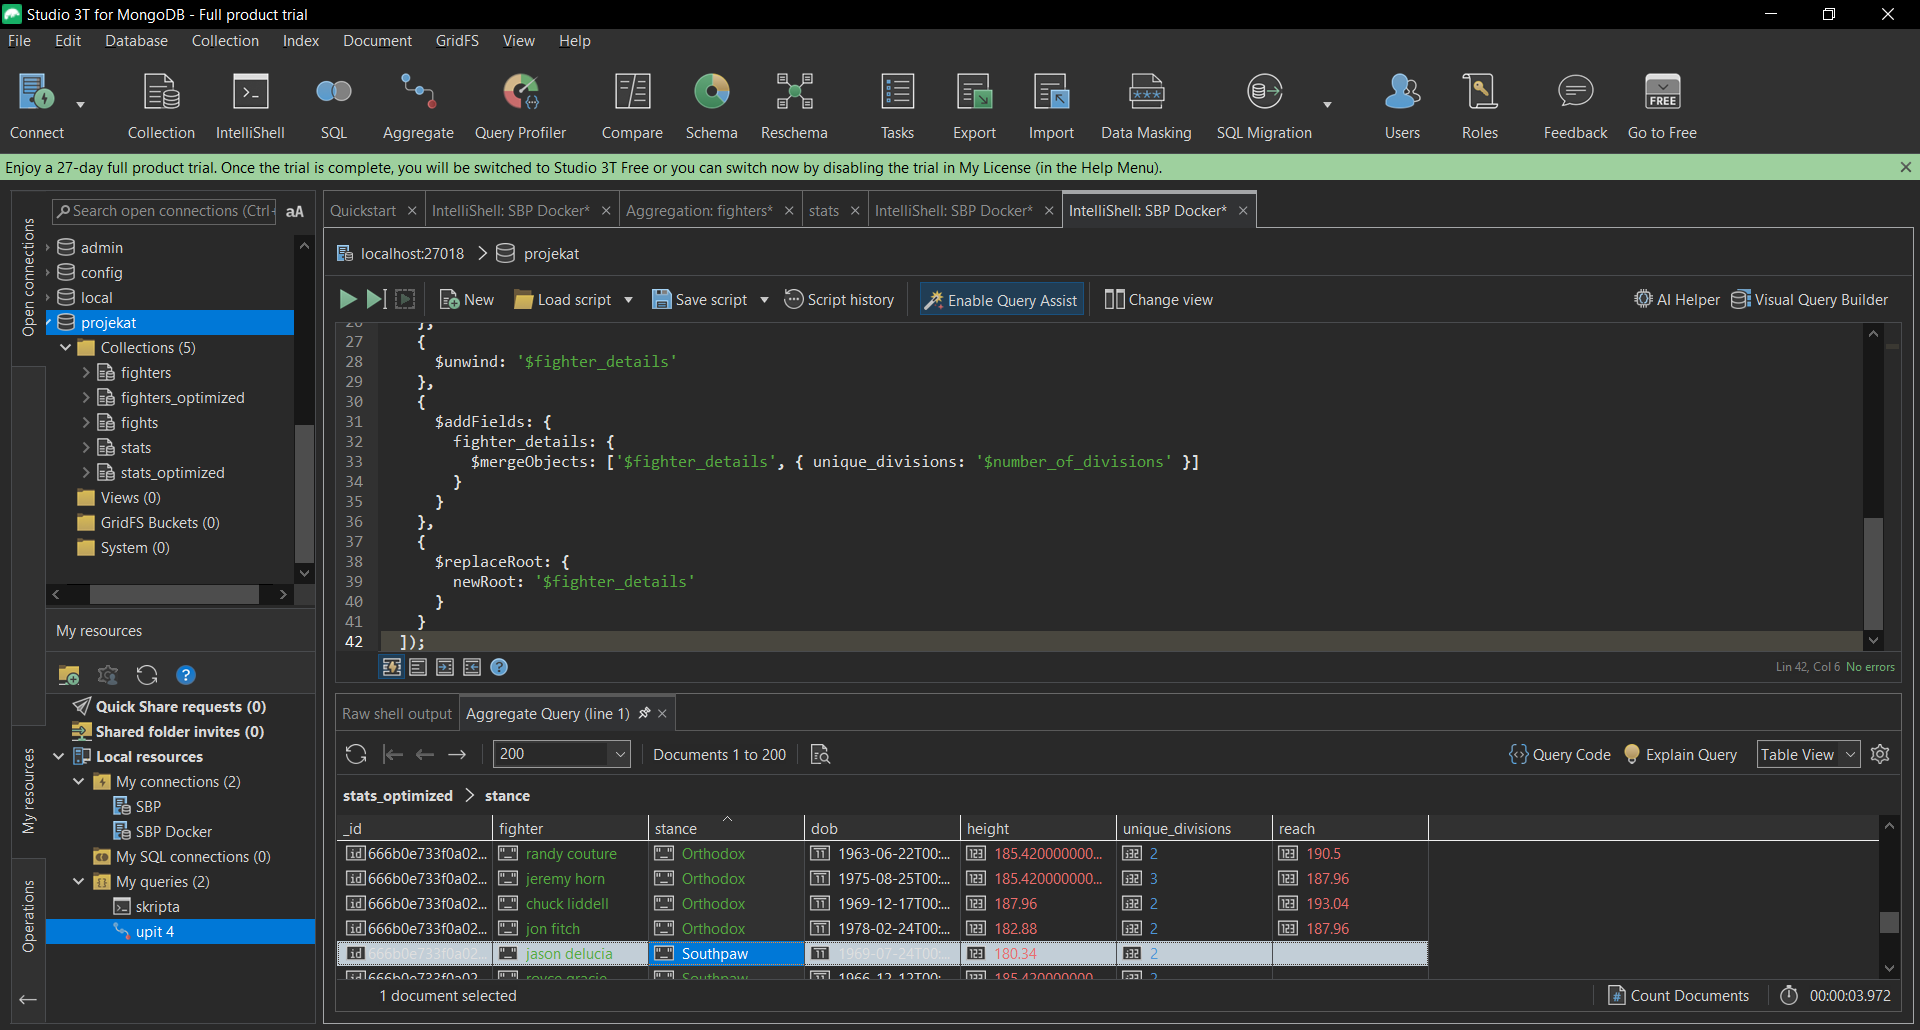 Studio 3T for MongoDB - Full product trial
File Edit Database Collection Index Document GridFS View Help
Connect Collection IntelliShell SQL Aggregate Query Profiler Compare Schema Reschema Tasks Export Import Data Masking SQL Migration Users Roles Feedback Go to Free
FREE
Enjoy a 27-day full product trial. Once the trial is complete, you will be switched to Studio 3T Free or you can switch now by disabling the trial in My License (in the Help Menu).
Open connections
Search open connections (Ctrl+ aA
admin
config
local
projekat
Collections (5)
fighters
fighters_optimized
fights
stats
stats_optimized
Views (0)
GridFS Buckets (0)
System (0)
My resources
My resources
Operations
Quick Share requests (0)
Shared folder invites (0)
Local resources
My connections (2)
SBP
SBP Docker
My SQL connections (0)
My queries (2)
skripta
upit 4
Quickstart IntelliShell: SBP Docker* Aggregation: fighters* stats IntelliShell: SBP Docker* IntelliShell: SBP Docker*
localhost:27018 projekat
New Load script Save script Script history Enable Query Assist Change view AI Helper Visual Query Builder
26 },
27 {
28 $unwind: '$fighter_details'
29 },
30 {
31 $addFields: {
32 fighter_details: {
33 $mergeObjects: ['$fighter_details', { unique_divisions: '$number_of_divisions' }]
34 }
35 }
36 },
37 {
38 $replaceRoot: {
39 newRoot: '$fighter_details'
40 }
41 }
42 ]);
Lin 42, Col 6 No errors
Raw shell output Aggregate Query (line 1)
200 Documents 1 to 200 Query Code Explain Query Table View
stats_optimized > stance
_id fighter stance dob height unique_divisions reach
666b0e733f0a02... randy couture Orthodox 1963-06-22T00:... 185.420000000... 2 190.5
666b0e733f0a02... jeremy horn Orthodox 1975-08-25T00:... 185.420000000... 3 187.96
666b0e733f0a02... chuck liddell Orthodox 1969-12-17T00:... 187.96 2 193.04
666b0e733f0a02... jon fitch Orthodox 1978-02-24T00:... 182.88 2 187.96
666b0e733f0a02... jason delucia Southpaw 1969-07-24T00:... 180.34 2
666b0e733f0a02... royce gracie Southpaw 1966-12-12T00:... 185.420000000... 2
1 document selected Count Documents 00:00:03.972